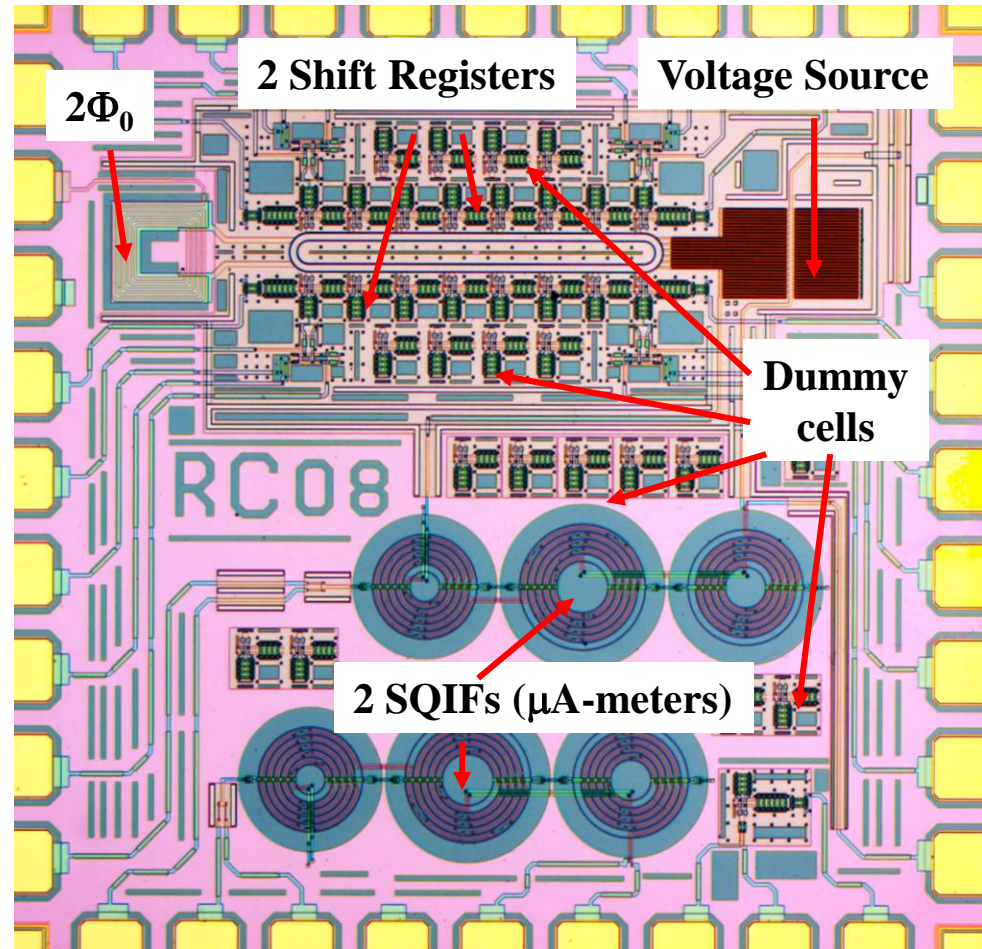 2 Shift Registers
Voltage Source
2Φ₀
Dummy
cells
RC08
2 SQIFs (μA-meters)